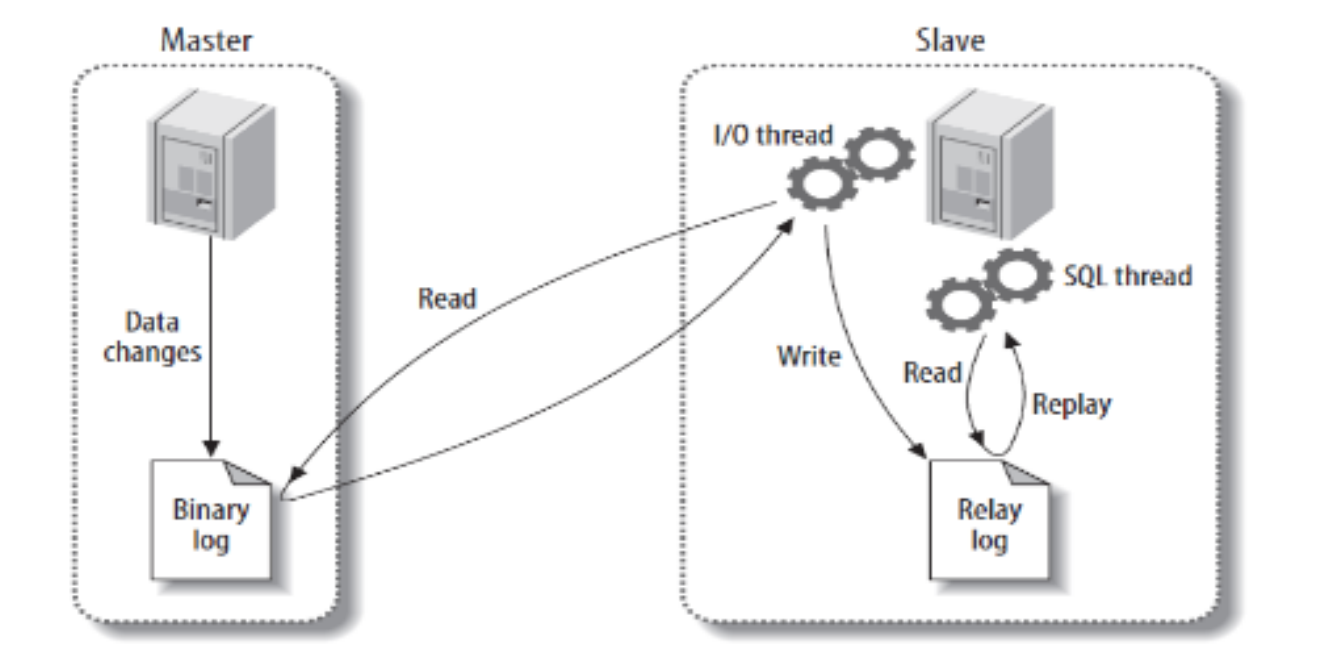 Master
Slave
I/O thread
SQL thread
Read
Data
changes
Write
Read
Replay
Binary
log
Relay
log